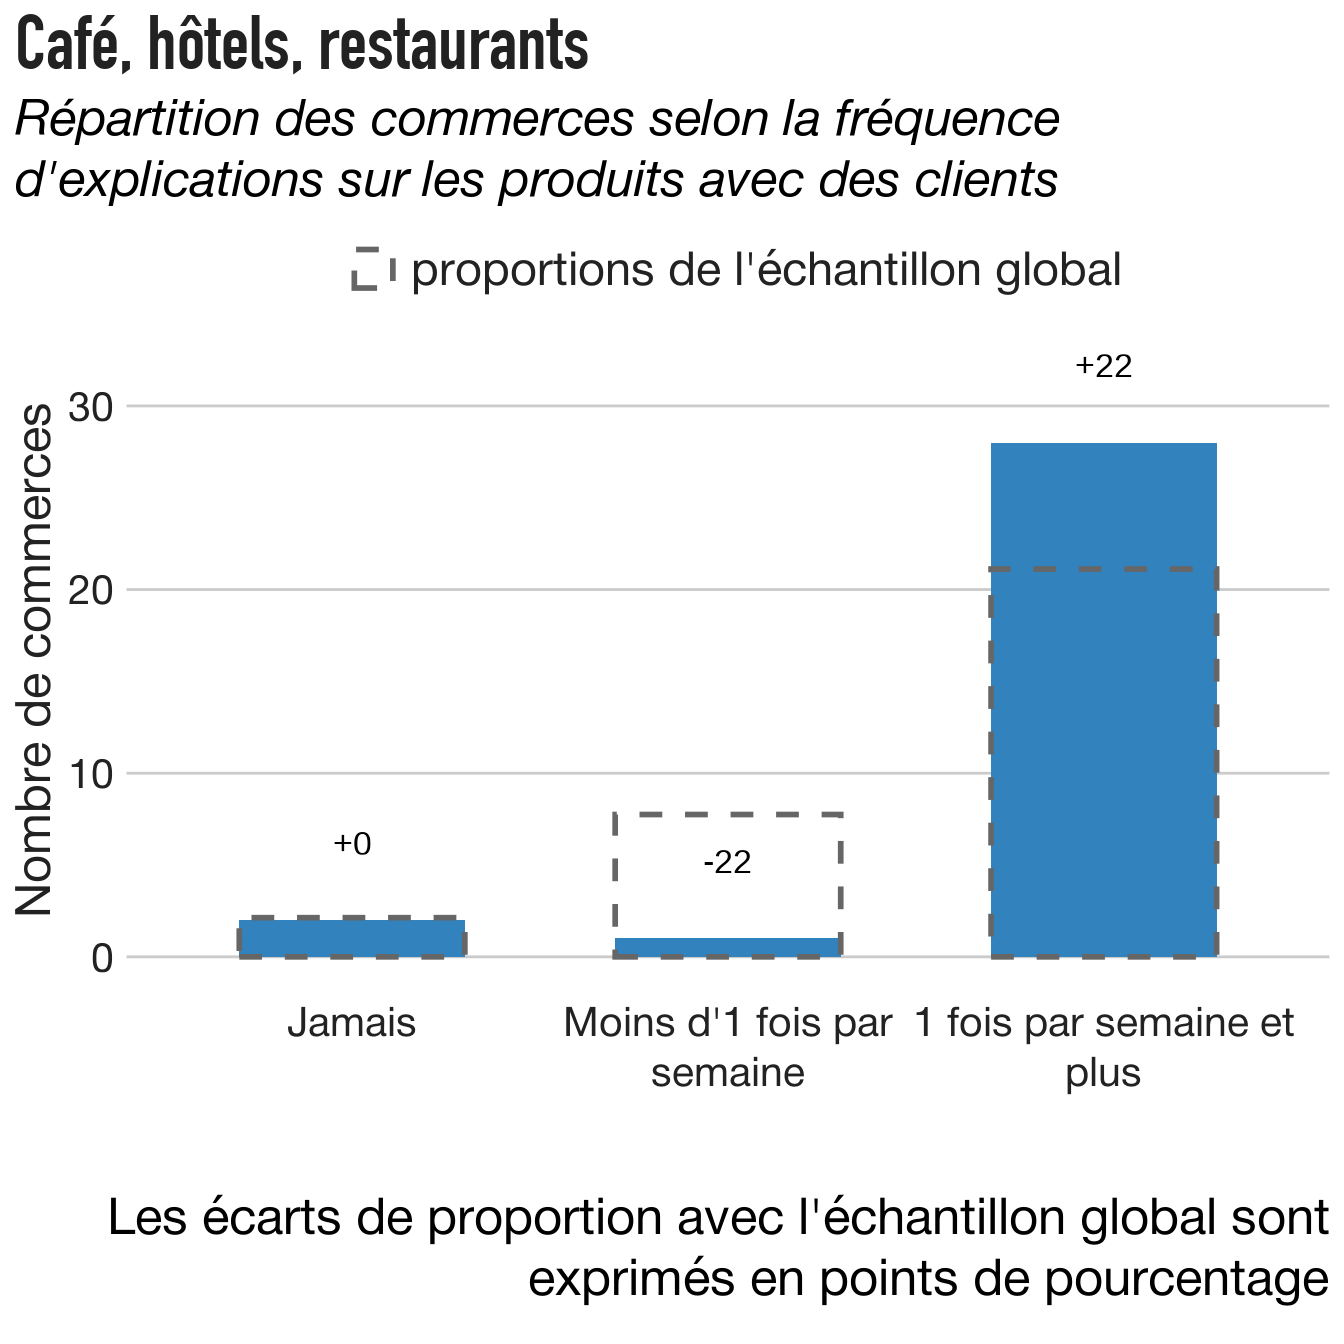 Café, hôtels, restaurants
Répartition des commerces selon la fréquence
d'explications sur les produits avec des clients
proportions de l'échantillon global
Nombre de commerces
30
20
10
0
+0
-22
+22
Jamais
Moins d'1 fois par
semaine
1 fois par semaine et
plus
Les écarts de proportion avec l'échantillon global sont
exprimés en points de pourcentage